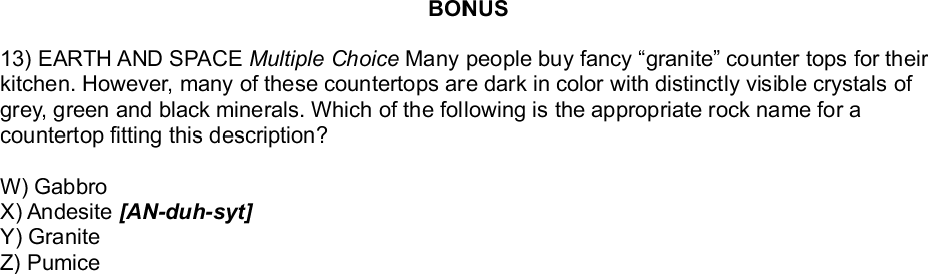 BONUS
13) EARTH AND SPACE Multiple Choice Many people buy fancy “granite” counter tops for their
kitchen. However, many of these countertops are dark in color with distinctly visible crystals of
grey, green and black minerals. Which of the following is the appropriate rock name for a
countertop fitting this description?
W) Gabbro
X) Andesite [AN-duh-syt]
Y) Granite
Z) Pumice